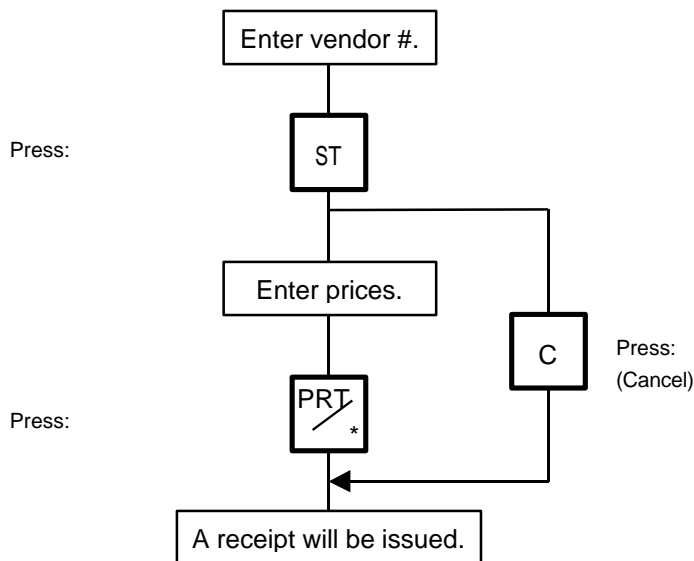 Enter vendor #.
Press:
ST
Enter prices.
C
Press:
(Cancel)
Press:
PRT
*
A receipt will be issued.